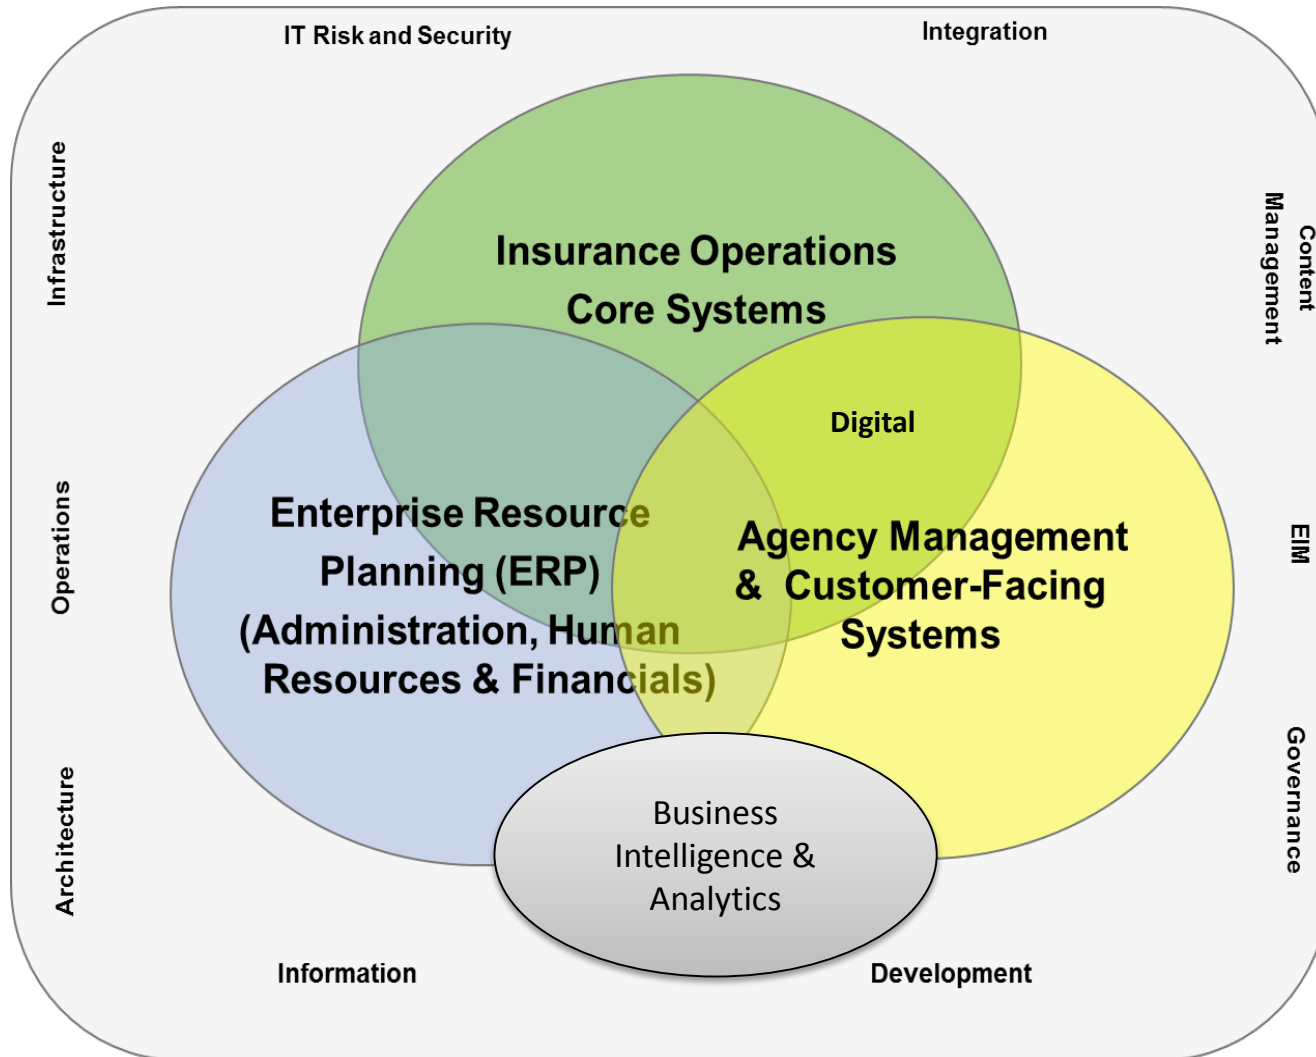 IT Risk and Security
Integration
Infrastructure
Content
Management
Insurance Operations
Core Systems
Digital
Operations
Enterprise Resource
Planning (ERP)
(Administration, Human
Resources & Financials)
Agency Management
& Customer-Facing
Systems
EIM
Architecture
Governance
Business
Intelligence &
Analytics
Information
Development